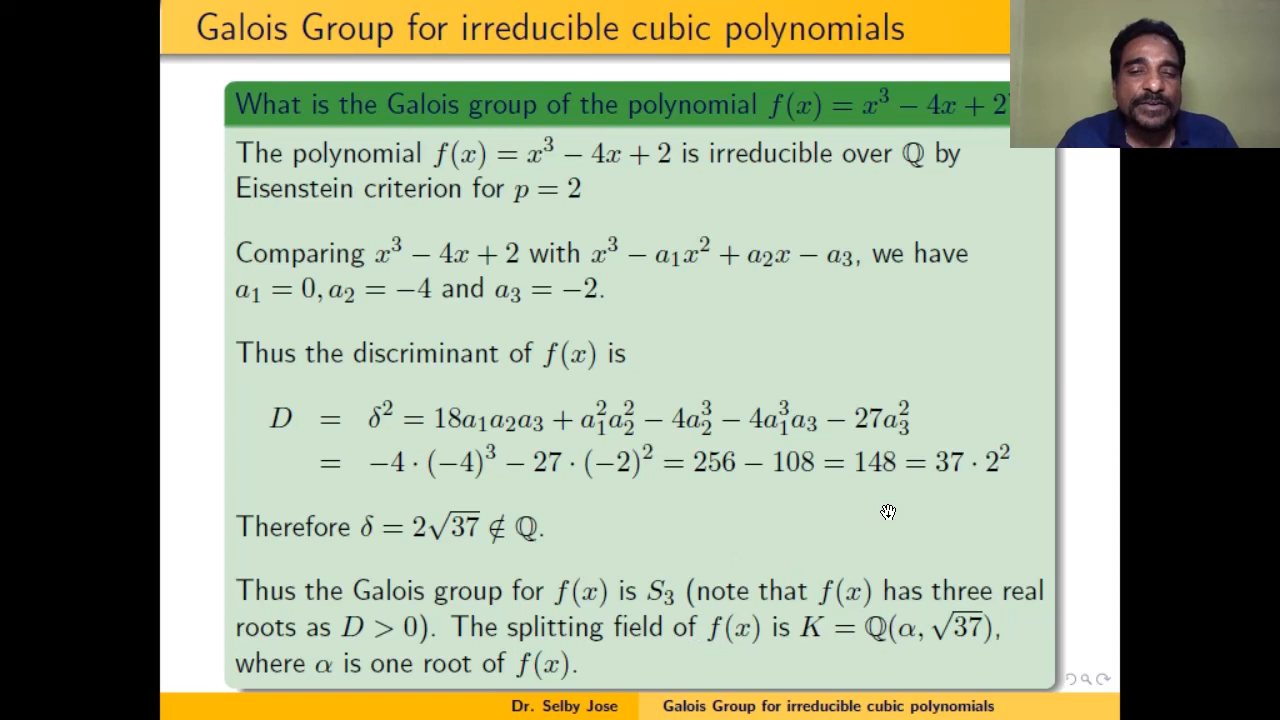 Galois Group for irreducible cubic polynomials
What is the Galois group of the polynomial f(x) = x³ − 4x + 2
The polynomial f(x) = x³ − 4x + 2 is irreducible over ℚ by
Eisenstein criterion for p = 2
Comparing x³ − 4x + 2 with x³ − a₁x² + a₂x − a₃, we have
a₁ = 0, a₂ = −4 and a₃ = −2.
Thus the discriminant of f(x) is
D = δ² = 18a₁a₂a₃ + a₁²a₂² − 4a₂³ − 4a₁³a₃ − 27a₃²
= −4 · (−4)³ − 27 · (−2)² = 256 − 108 = 148 = 37 · 2²
Therefore δ = 2√37 ∉ ℚ.
Thus the Galois group for f(x) is S₃ (note that f(x) has three real
roots as D > 0). The splitting field of f(x) is K = ℚ(α, √37),
where α is one root of f(x).
Dr. Selby Jose Galois Group for irreducible cubic polynomials